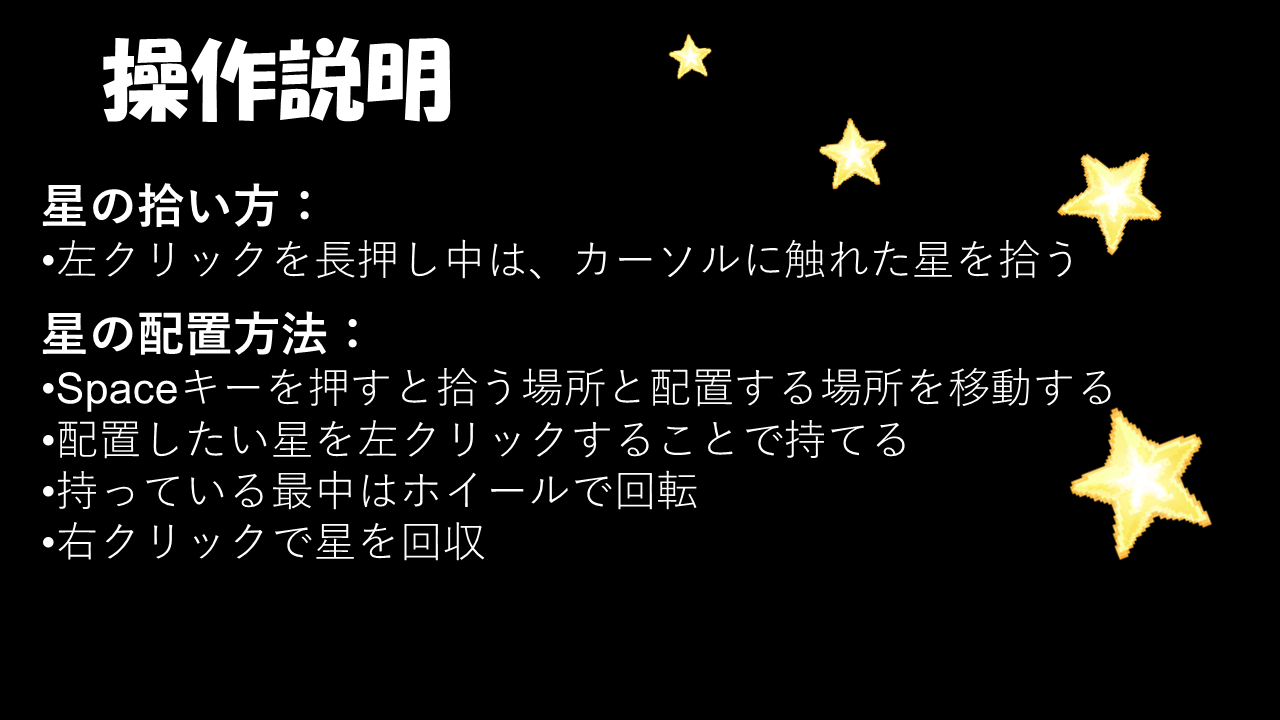 操作説明
星の拾い方：
•左クリックを長押し中は、カーソルに触れた星を拾う
星の配置方法：
•Spaceキーを押すと拾う場所と配置する場所を移動する
•配置したい星を左クリックすることで持てる
•持っている最中はホイールで回転
•右クリックで星を回収